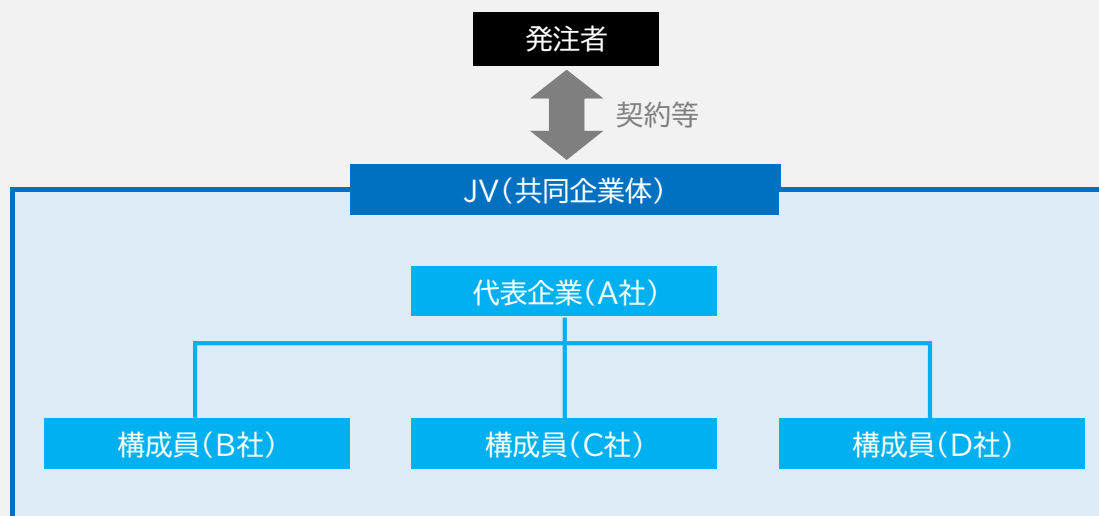 発注者
契約等
JV(共同企業体)
代表企業(A社)
構成員(B社)
構成員(C社)
構成員(D社)